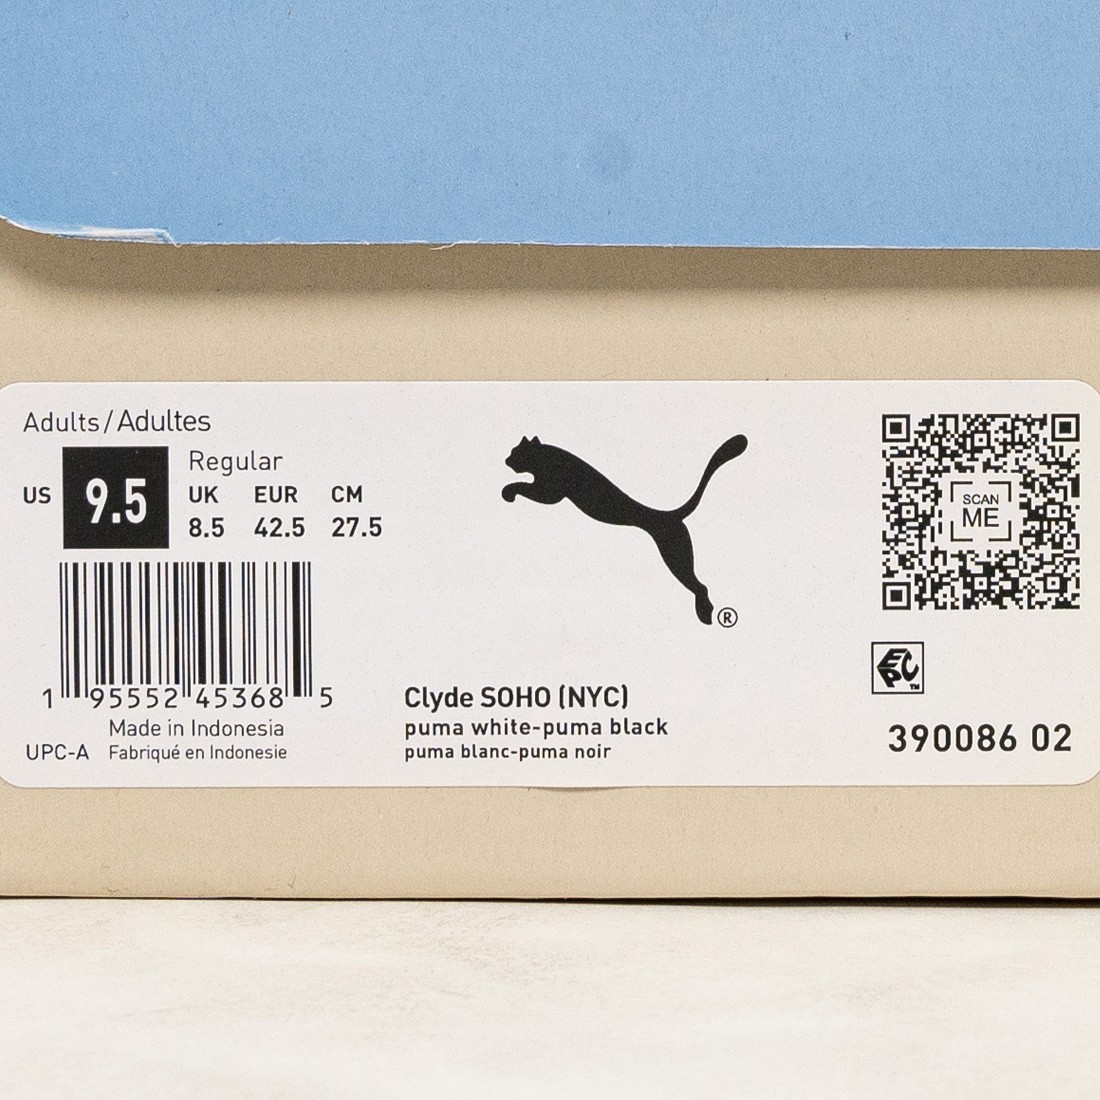 Adults/Adultes
US 9.5
Regular
UK EUR CM
8.5 42.5 27.5
1 95552 45368 5
Made in Indonesia
UPC-A Fabriqué en Indonesie
®
Clyde SOHO (NYC)
puma white-puma black
puma blanc-puma noir
SCAN
ME
EPC™
390086 02